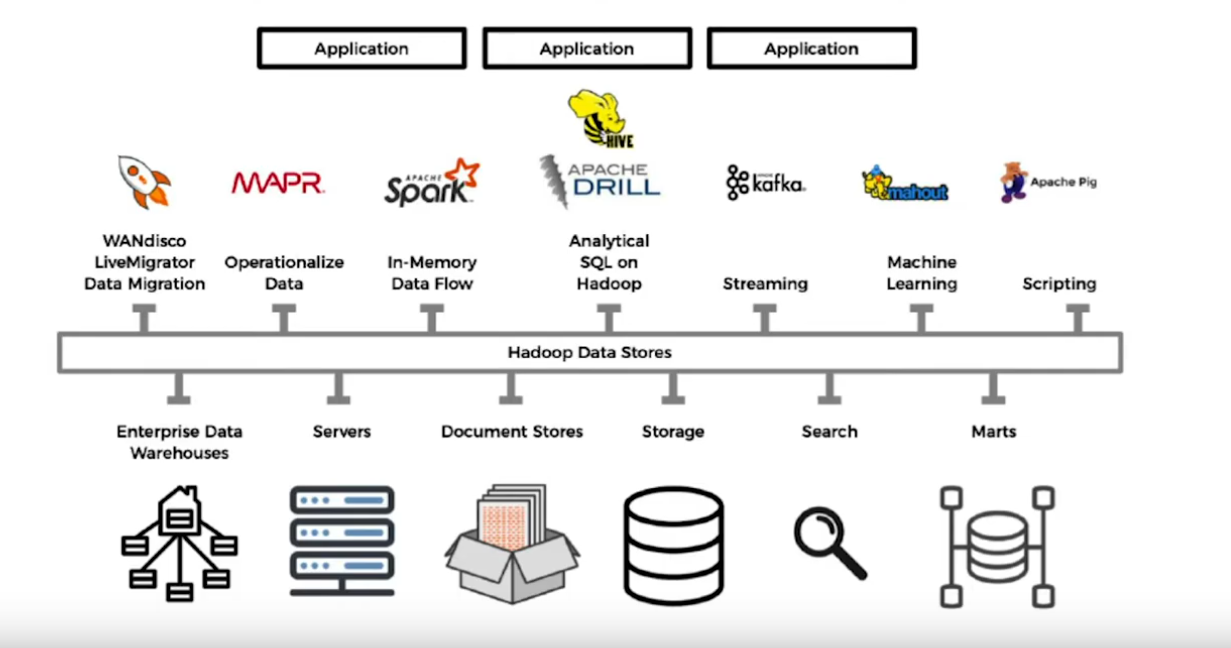 Application
Application
Application
HIVE
MAPR
APACHE
Spark
APACHE
DRILL
kafka
mahout
Apache Pig
WANdisco
LiveMigrator
Data Migration
Operationalize
Data
In-Memory
Data Flow
Analytical
SQL on
Hadoop
Streaming
Machine
Learning
Scripting
Hadoop Data Stores
Enterprise Data
Warehouses
Servers
Document Stores
Storage
Search
Marts